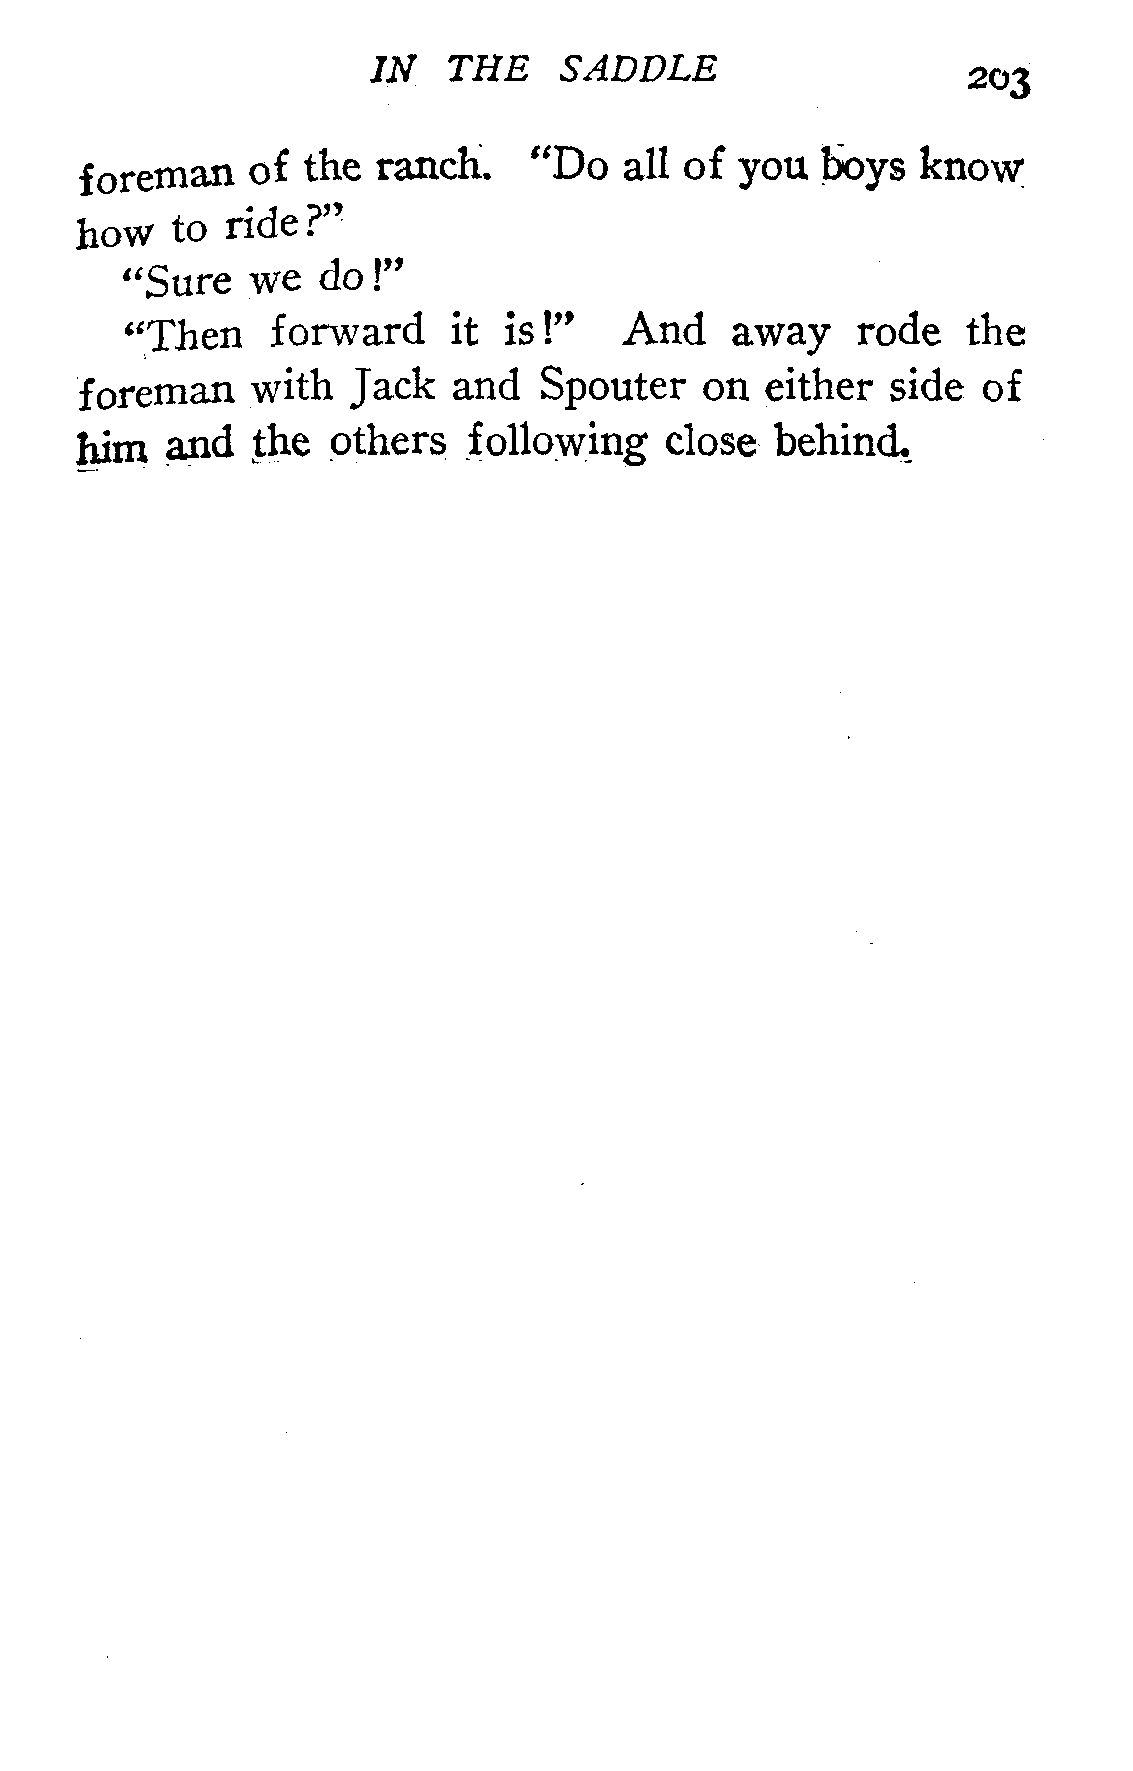 IN THE SADDLE 203
foreman of the ranch. "Do all of you boys know
how to ride?"
"Sure we do!"
"Then forward it is!" And away rode the
foreman with Jack and Spouter on either side of
him and the others following close behind.